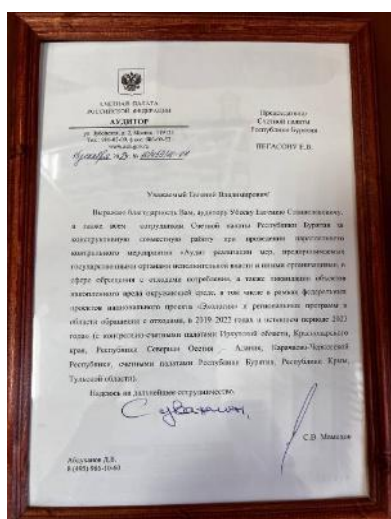 СЧЕТНАЯ ПАЛАТА
РОССИЙСКОЙ ФЕДЕРАЦИИ
АУДИТОР
Председателю
Счетной палаты
Республики Бурятия
ПЕГАСОВУ Е.В.
Уважаемый Евгений Владимирович!
Выражаю благодарность Вам, аудитору Евгению
а также всем сотрудникам Счетной палаты Республики Бурятия за
конструктивную совместную работу при проведении параллельного
контрольного мероприятия «Аудит реализации мер, предпринимаемых
государственными органами исполнительной власти и иными организациями, в
сфере обращения с отходами потребления, а также ликвидации объектов
накопленного вреда окружающей среде, в том числе в рамках федеральных
проектов национального проекта «Экология» и региональных программ в
области обращения с отходами, в 2019-2022 годах и истекшем периоде 2023
года» (с контрольно-счетными палатами Иркутской области, Красноярского
края, Республики Северная Осетия – Алания, Карачаево-Черкесской
Республики, счетными палатами Республики Бурятия, Республики Крым,
Тульской области).
Надеюсь на дальнейшее сотрудничество.
С уважением,
С.В. Мамедов
Д.В.
8 (495)